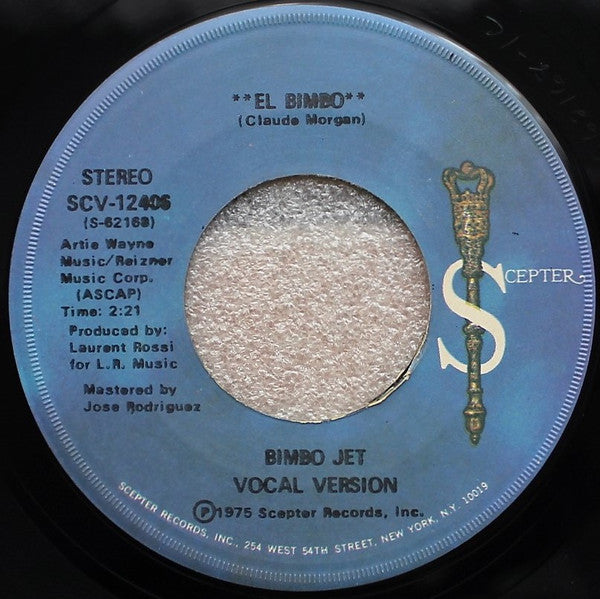 **EL BIMBO**
(Claude Morgan)
STEREO
SCV-12406
(S-62168)
Artie Wayne
Music/Reizner
Music Corp.
(ASCAP)
Time: 2:21
Produced by:
Laurent Rossi
for L.R. Music
Mastered by
Jose Rodriguez
SCEPTER
BIMBO JET
VOCAL VERSION
Ⓟ1975 Scepter Records, Inc.
SCEPTER RECORDS, INC., 254 WEST 54TH STREET, NEW YORK, N.Y. 10019